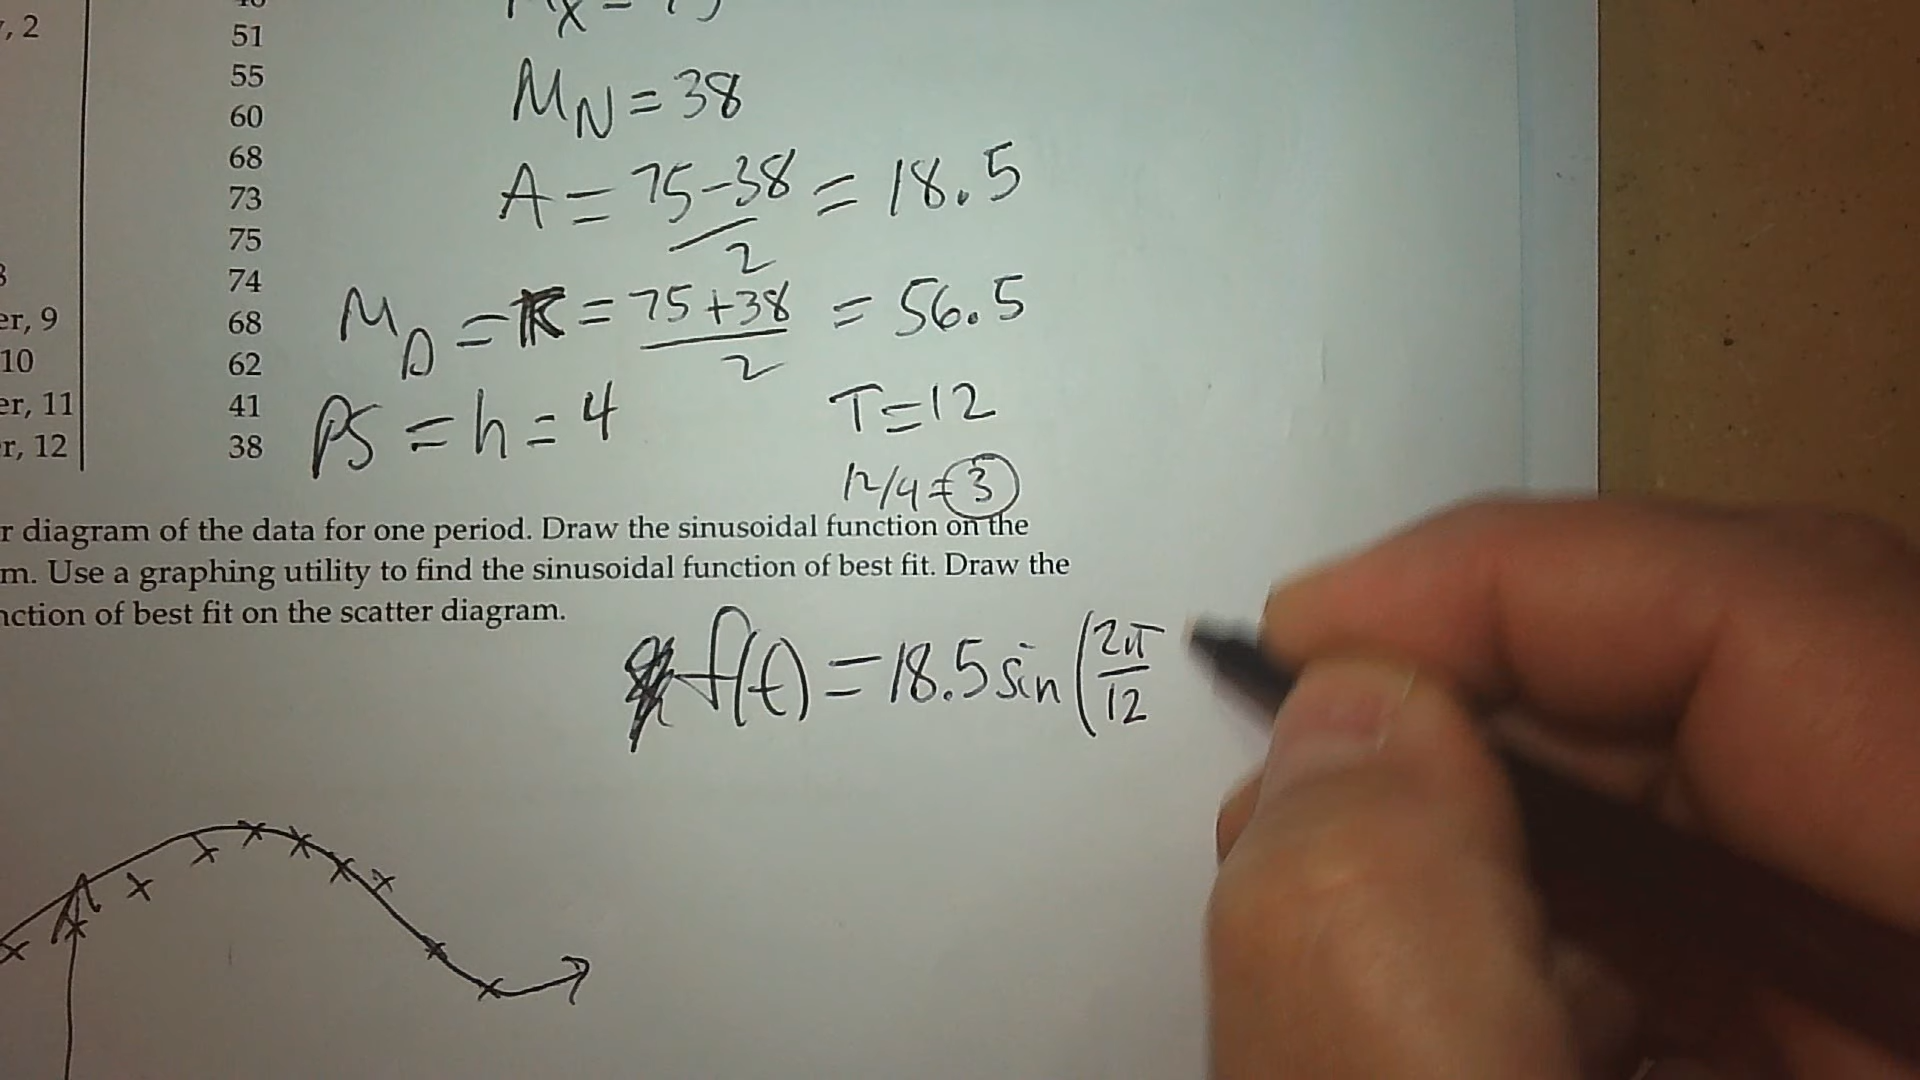 , 2
51
55
60
68
73
75
74
er, 9 68
10 62
er, 11 41
r, 12 38
MN = 38
A = 75-38/2 = 18.5
MD = K = 75+38/2 = 56.5
PS = h = 4
T = 12
12/4 = 3
r diagram of the data for one period. Draw the sinusoidal function on the
m. Use a graphing utility to find the sinusoidal function of best fit. Draw the
nction of best fit on the scatter diagram.
f(t) = 18.5 sin (2π/12